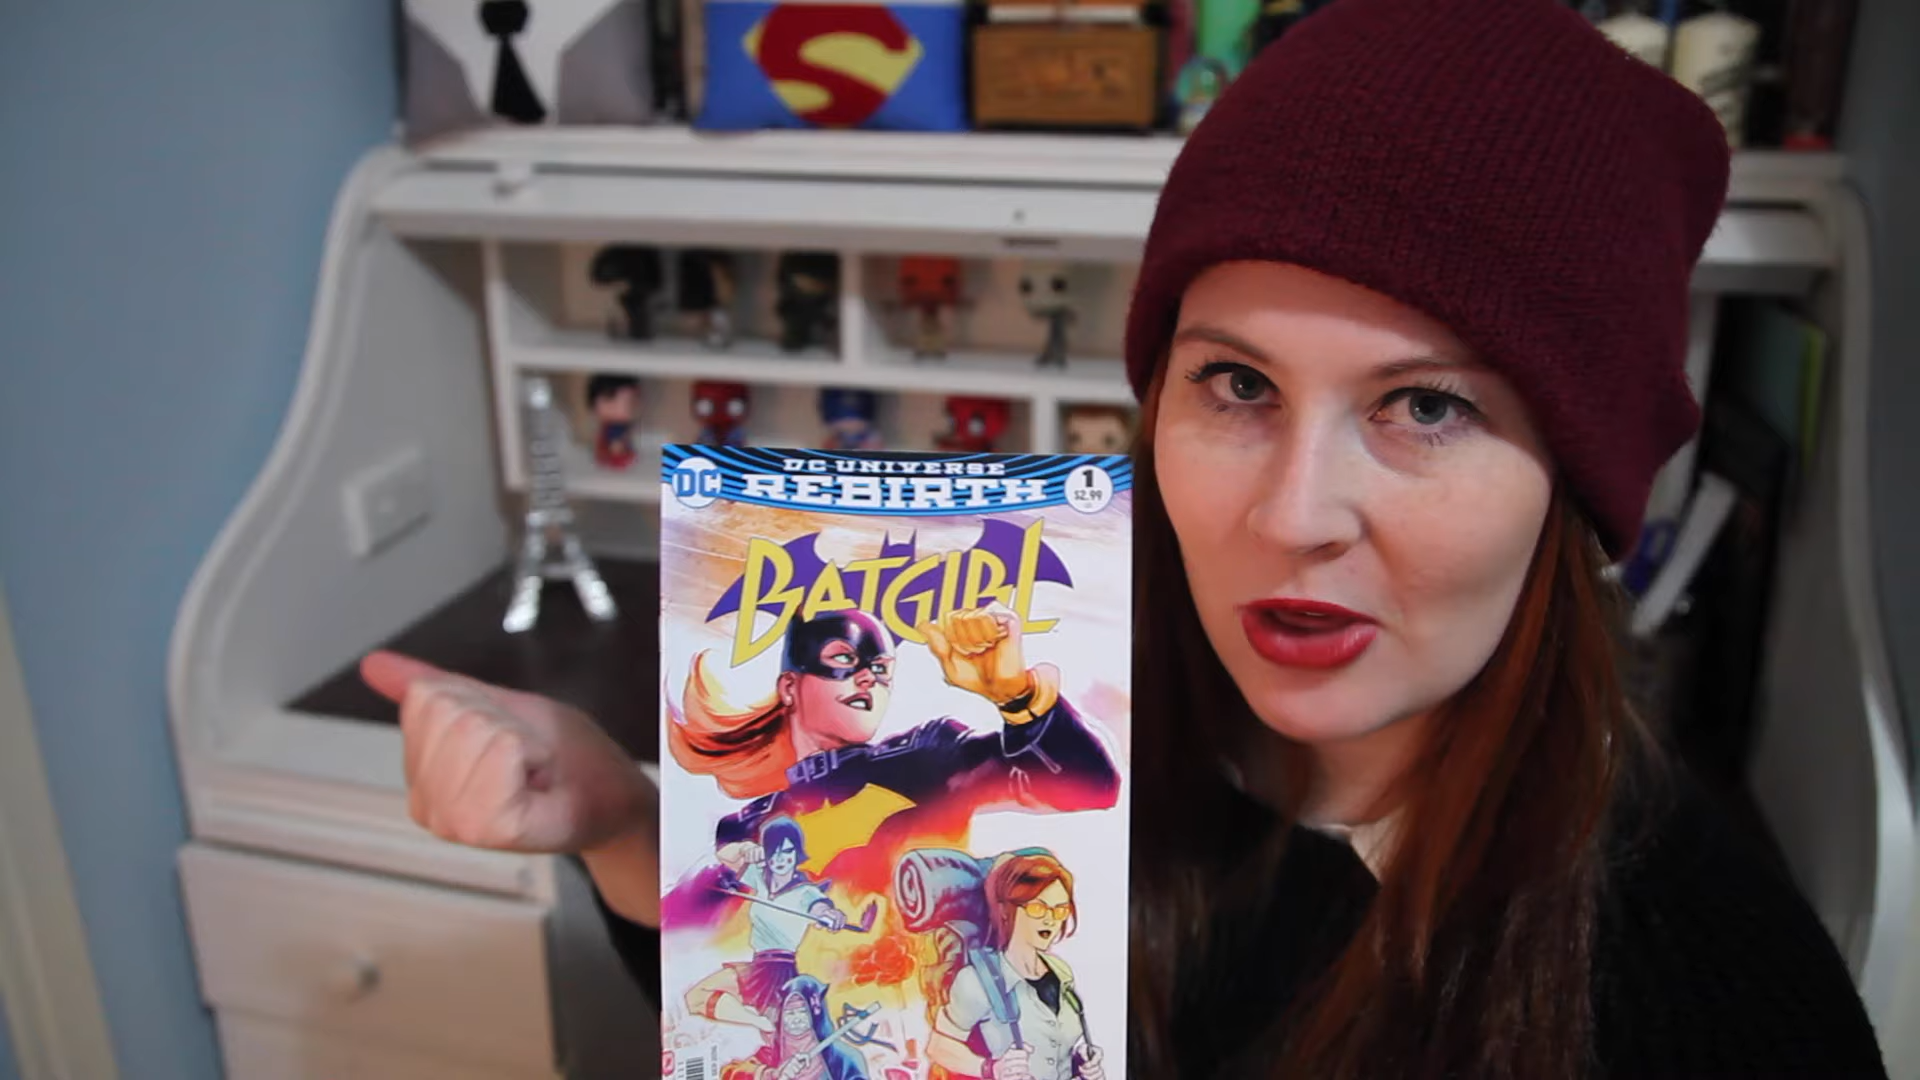 S
DC UNIVERSE
DC REBIRTH 1
$2.99
BATGIRL